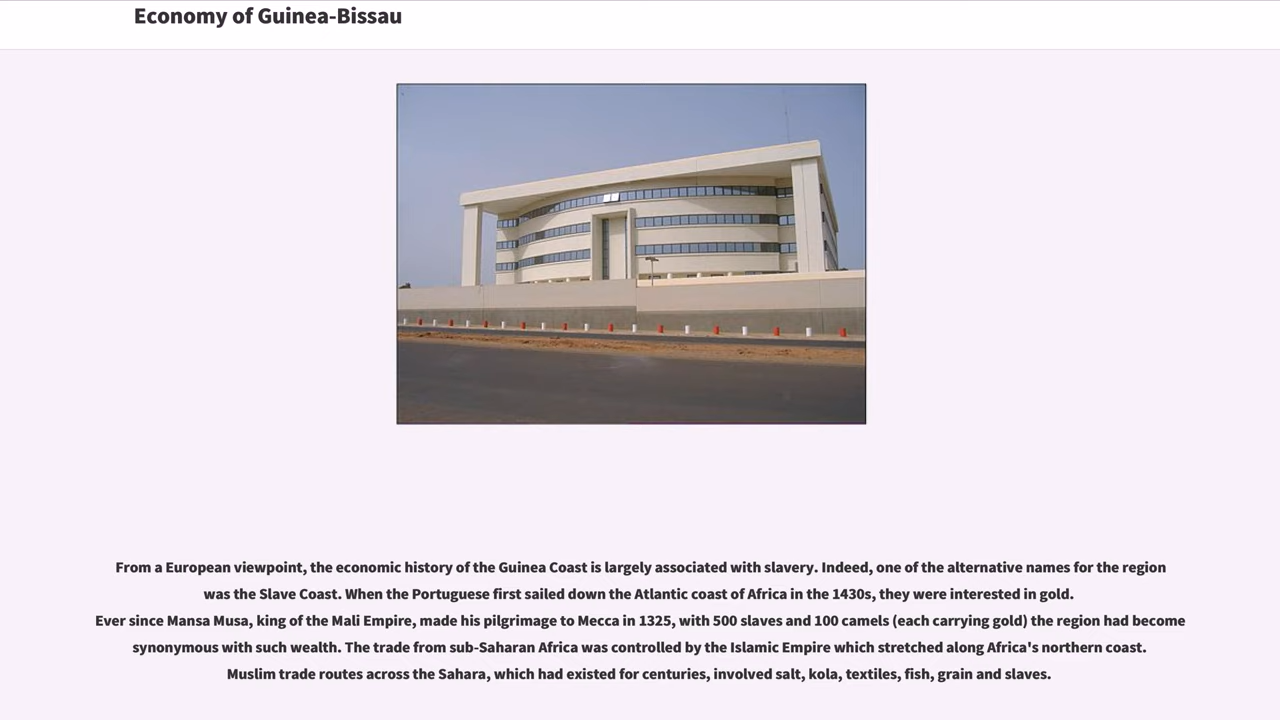 Economy of Guinea-Bissau
From a European viewpoint, the economic history of the Guinea Coast is largely associated with slavery. Indeed, one of the alternative names for the region
was the Slave Coast. When the Portuguese first sailed down the Atlantic coast of Africa in the 1430s, they were interested in gold.
Ever since Mansa Musa, king of the Mali Empire, made his pilgrimage to Mecca in 1325, with 500 slaves and 100 camels (each carrying gold) the region had become
synonymous with such wealth. The trade from sub-Saharan Africa was controlled by the Islamic Empire which stretched along Africa's northern coast.
Muslim trade routes across the Sahara, which had existed for centuries, involved salt, kola, textiles, fish, grain and slaves.